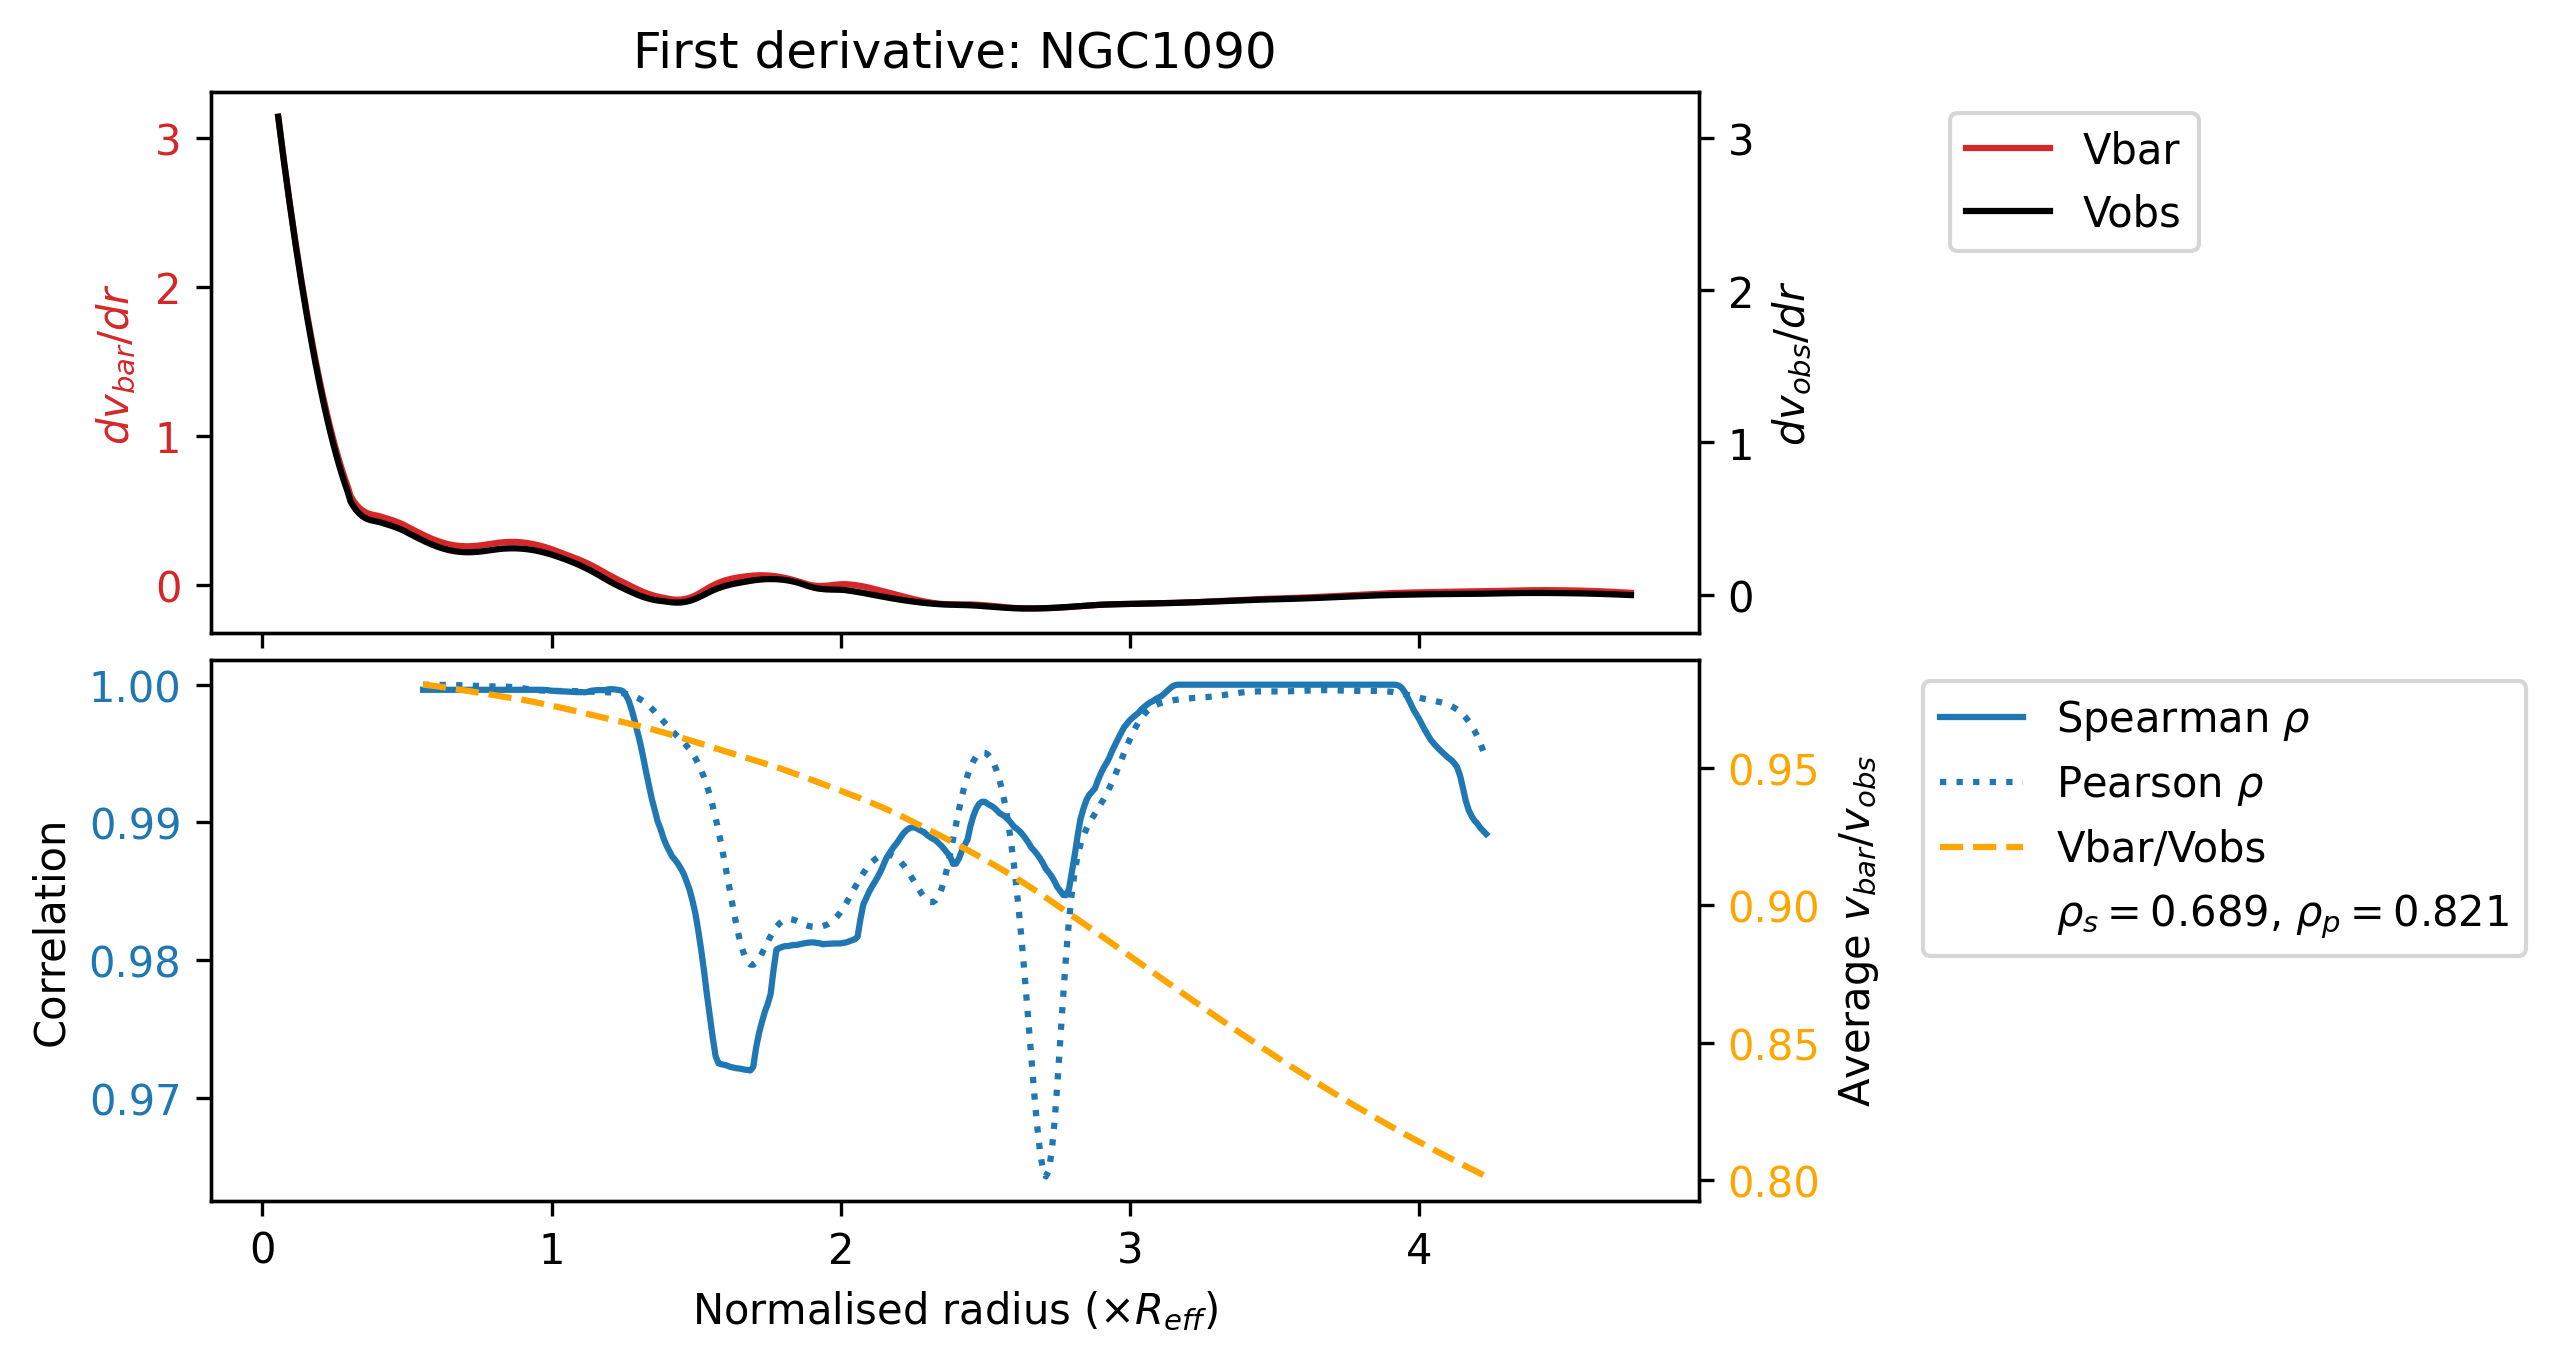 First derivative: NGC1090
3
2
1
0
dv_bar/dr
3
2
1
0
dv_obs/dr
Vbar
Vobs
1.00
0.99
0.98
0.97
Correlation
0.95
0.90
0.85
0.80
Average v_bar/v_obs
Spearman ρ
Pearson ρ
Vbar/Vobs
ρ_s = 0.689, ρ_p = 0.821
0 1 2 3 4
Normalised radius (×R_eff)